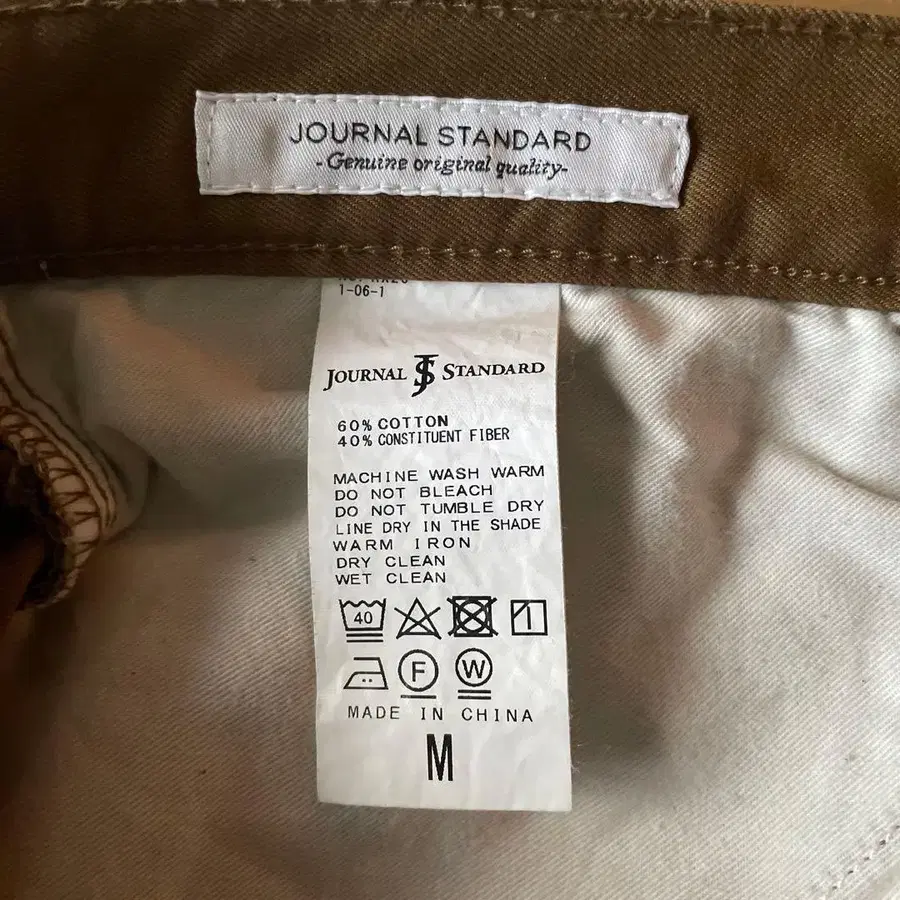 JOURNAL STANDARD
-Genuine original quality-
1-06-1
JOURNAL JS STANDARD
60% COTTON
40% CONSTITUENT FIBER
MACHINE WASH WARM
DO NOT BLEACH
DO NOT TUMBLE DRY
LINE DRY IN THE SHADE
WARM IRON
DRY CLEAN
WET CLEAN
40
F W
MADE IN CHINA
M